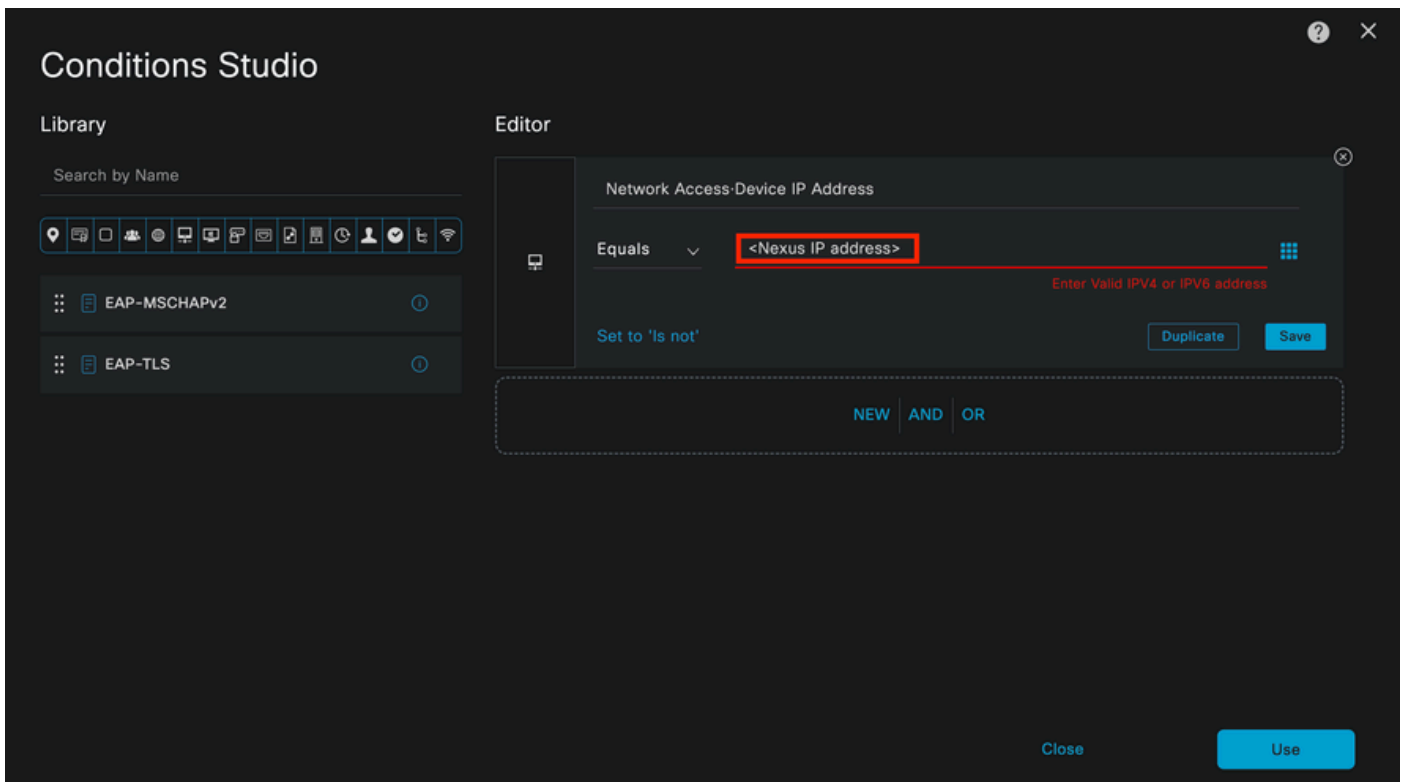 Conditions Studio
Library
Search by Name
EAP-MSCHAPv2
EAP-TLS
Editor
Network Access·Device IP Address
Equals
<Nexus IP address>
Enter Valid IPV4 or IPV6 address
Set to 'Is not'
Duplicate
Save
NEW AND OR
Close
Use